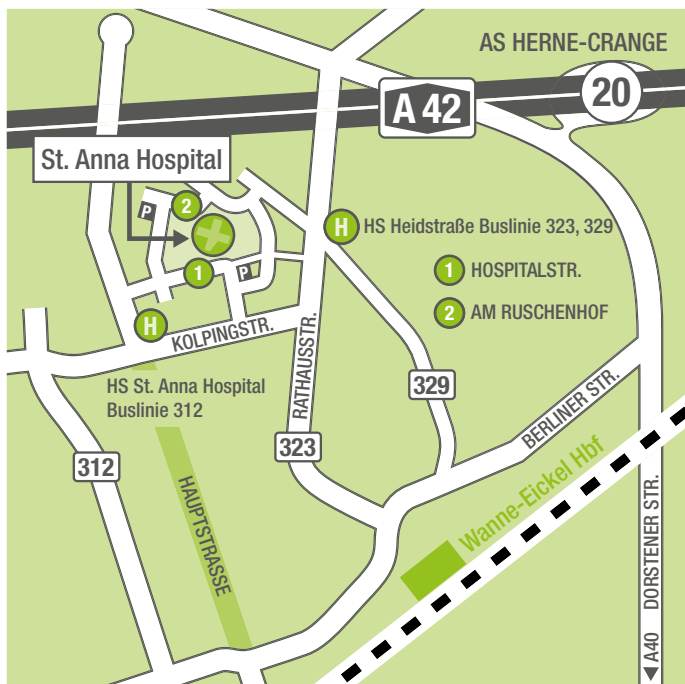 AS HERNE-CRANGE
20
A 42
St. Anna Hospital
P
2
H
HS Heidstraße Buslinie 323, 329
1
P
1 HOSPITALSTR.
2 AM RUSCHENHOF
H
KOLPINGSTR.
RATHAUSSTR.
HS St. Anna Hospital
Buslinie 312
329
BERLINER STR.
323
312
Wanne-Eickel Hbf
HAUPTSTRASSE
DORSTENER STR.
A40